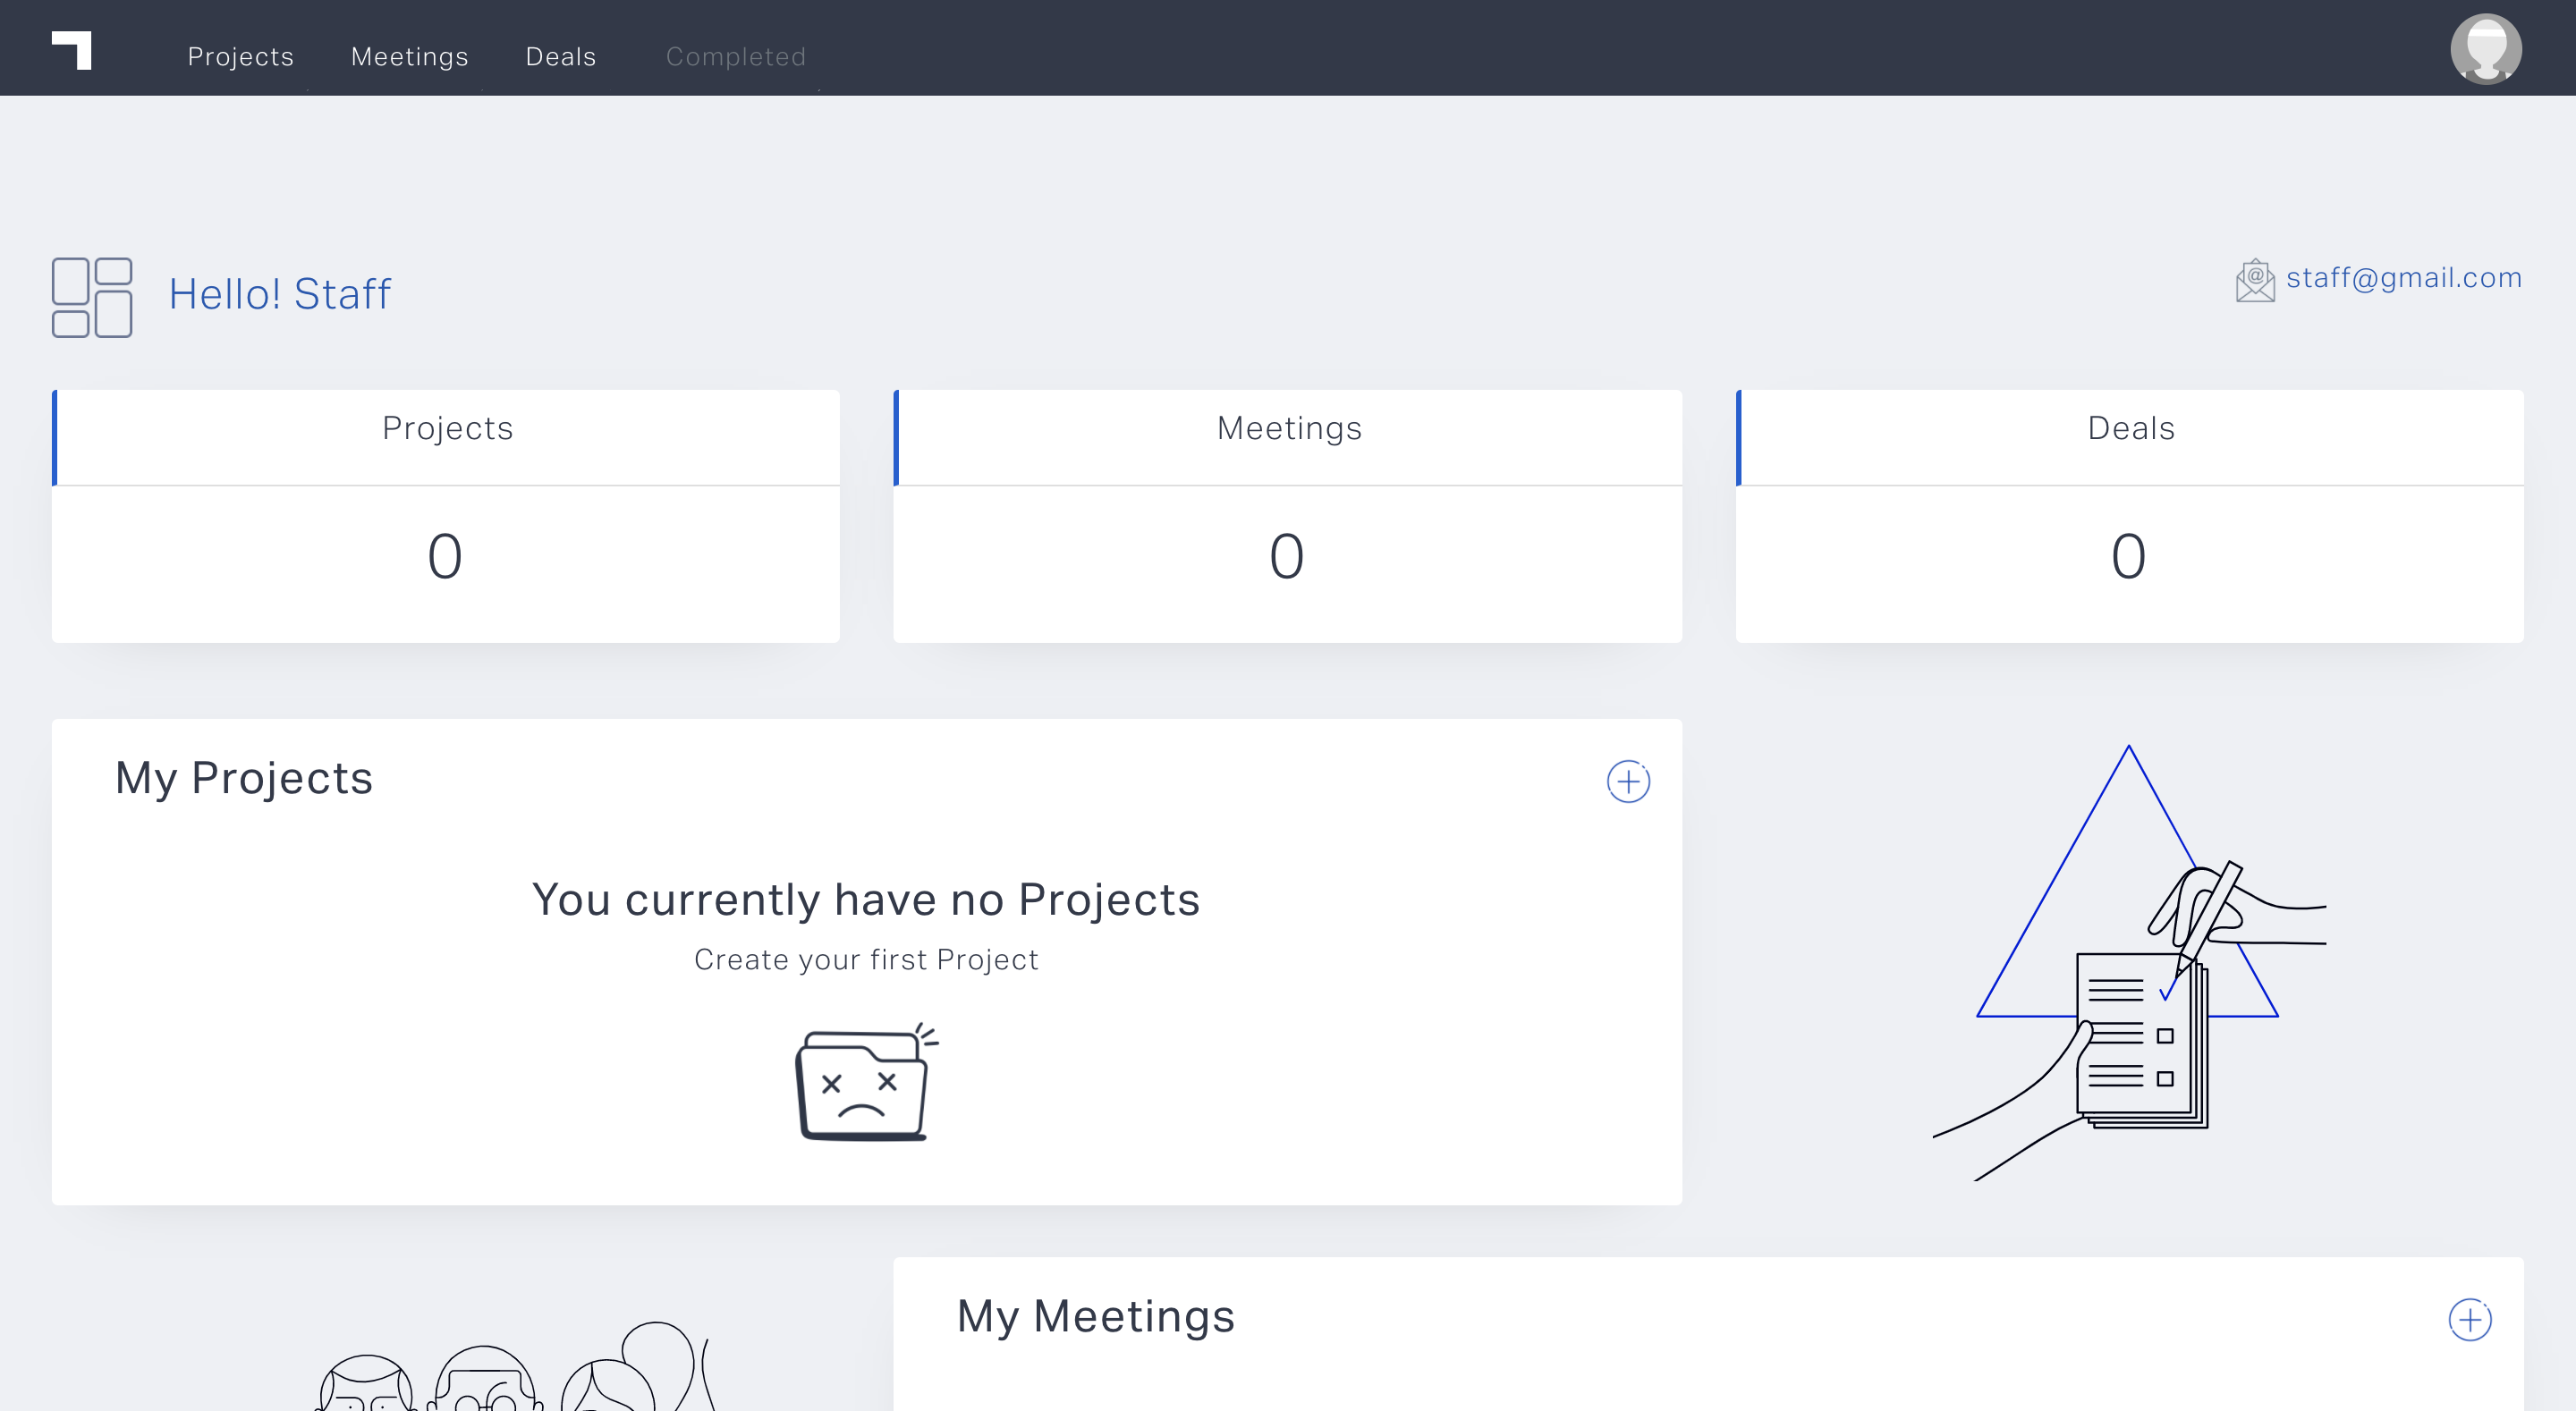 Projects Meetings Deals Completed
Hello! Staff
staff@gmail.com
Projects
0
Meetings
0
Deals
0
My Projects
You currently have no Projects
Create your first Project
My Meetings